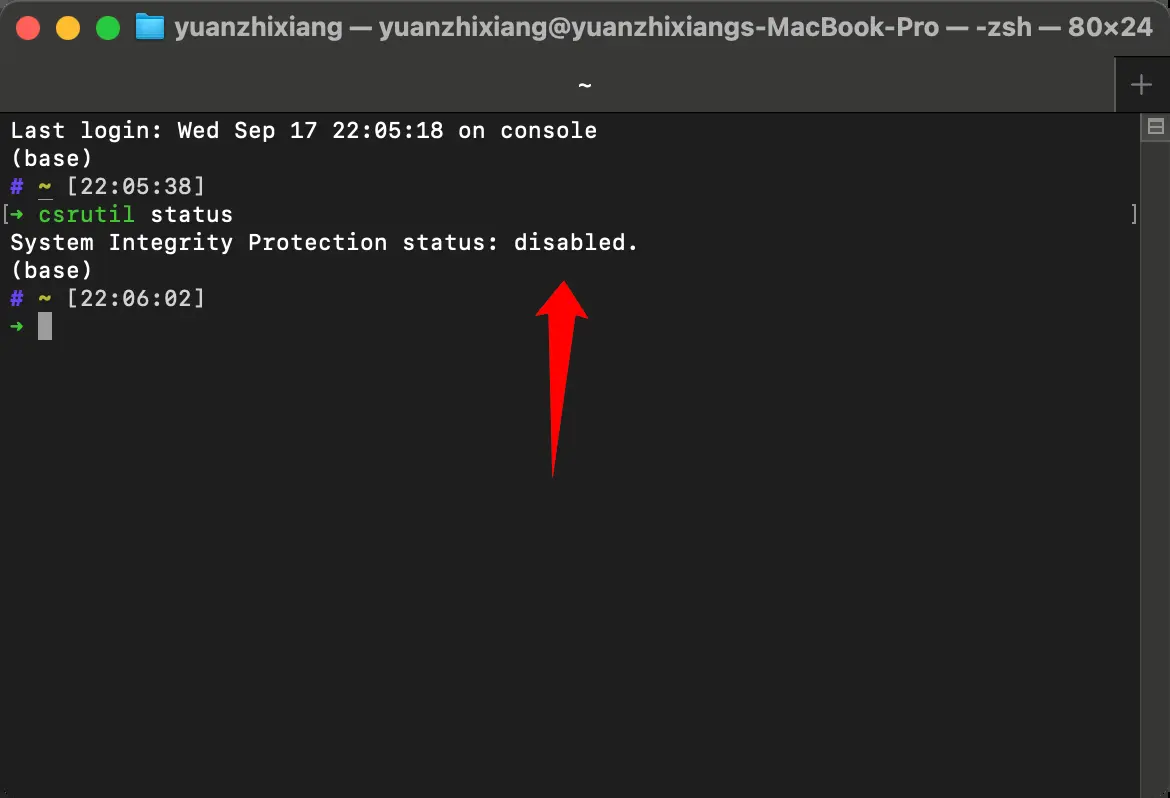 yuanzhixiang — yuanzhixiang@yuanzhixiangs-MacBook-Pro — -zsh — 80×24
~
Last login: Wed Sep 17 22:05:18 on console
(base)
# ~ [22:05:38]
[➜ csrutil status ]
System Integrity Protection status: disabled.
(base)
# ~ [22:06:02]
➜